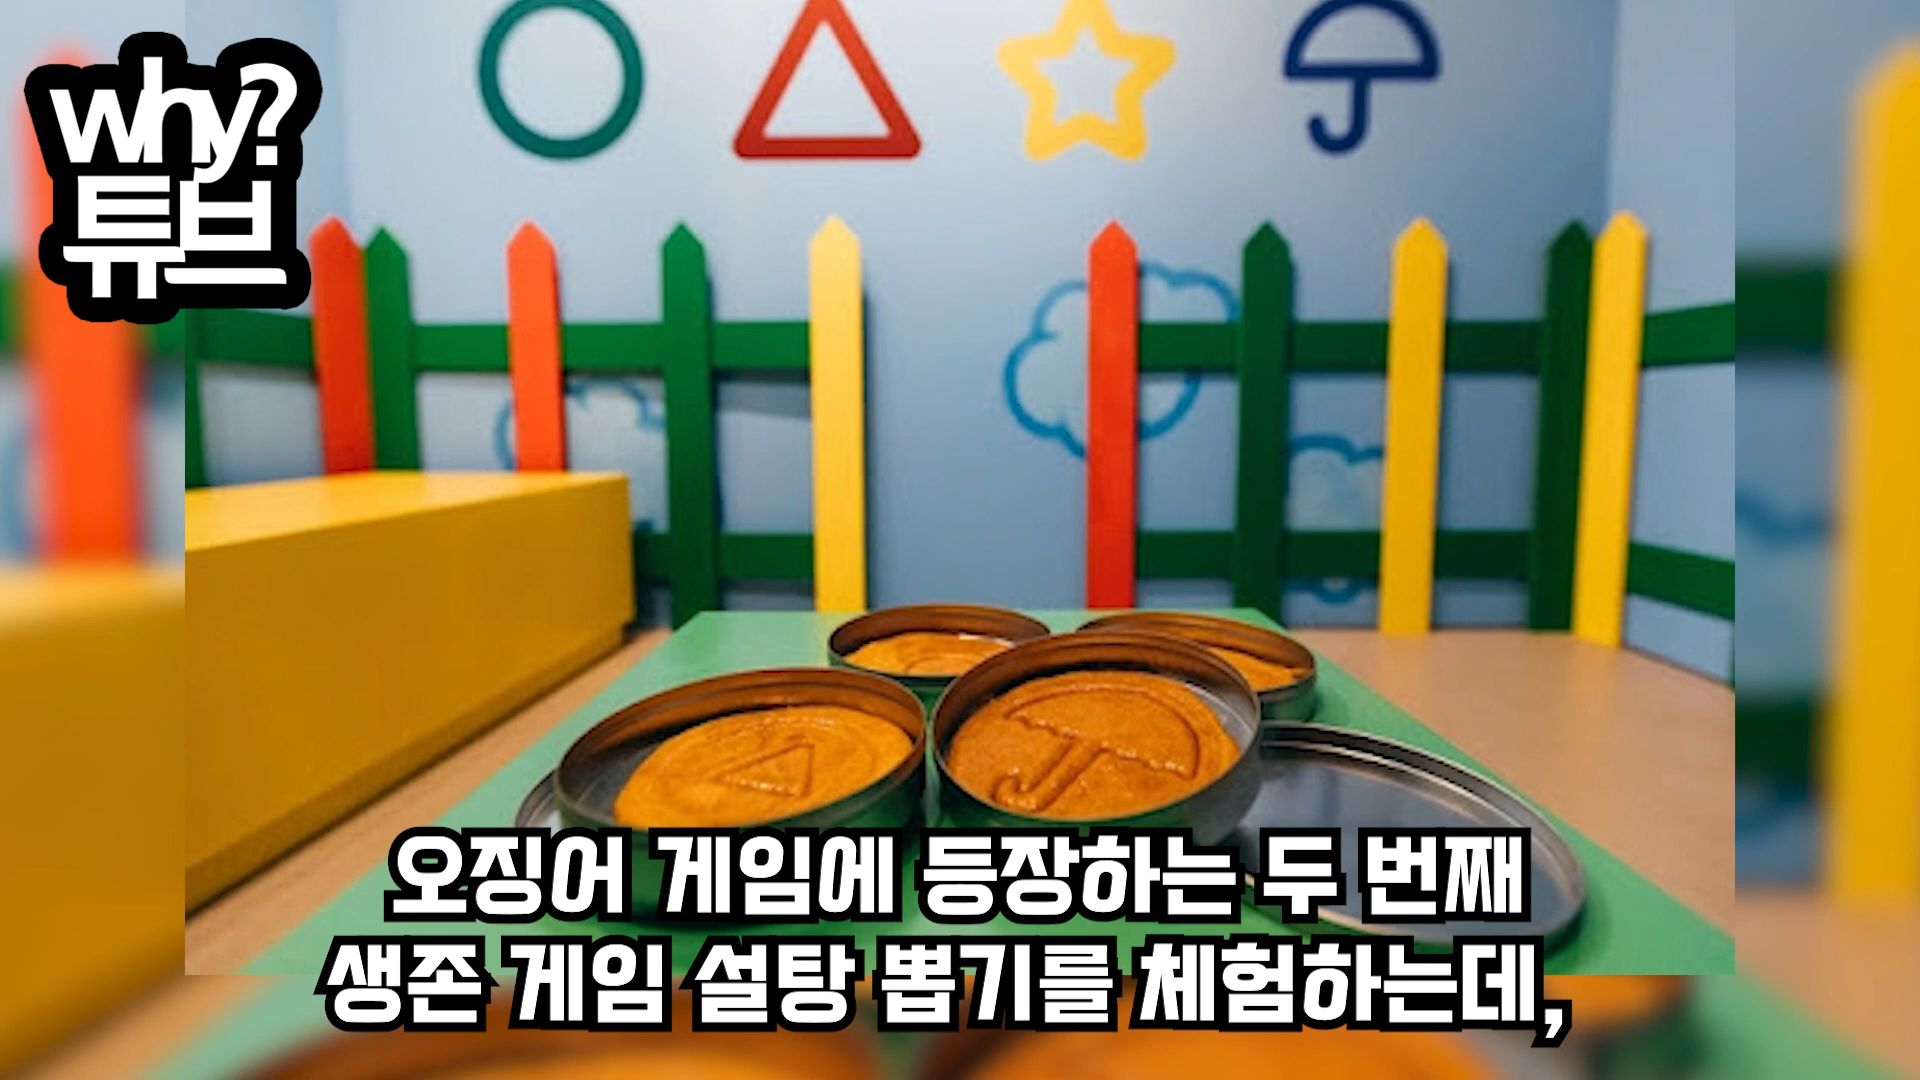 why?
튜브
오징어 게임에 등장하는 두 번째
생존 게임 설탕 뽑기를 체험하는데,